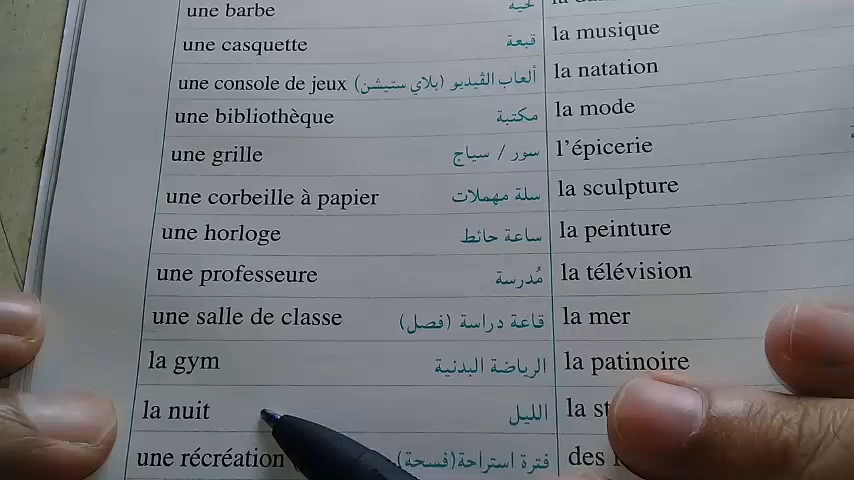 une barbe لحية
une casquette قبعة la musique
une console de jeux ألعاب الڤيديو (بلاي ستيشن) la natation
une bibliothèque مكتبة la mode
une grille سور / سياج l'épicerie
une corbeille à papier سلة مهملات la sculpture
une horloge ساعة حائط la peinture
une professeure مُدرسة la télévision
une salle de classe قاعة دراسة (فصل) la mer
la gym الرياضة البدنية la patinoire
la nuit الليل la
une récréation فترة استراحة(فسحة) des